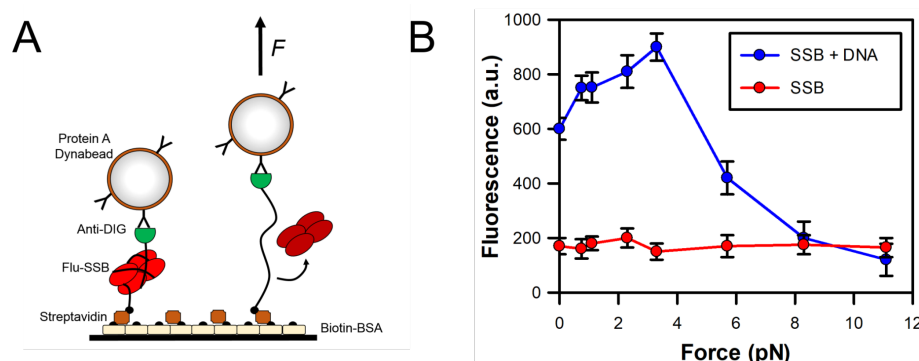 A
F
Protein A
Dynabead
Anti-DIG
Flu-SSB
Streptavidin
Biotin-BSA
B
Fluorescence (a.u.)
1000
800
600
400
200
0
SSB + DNA
SSB
0
2
4
6
8
10
12
Force (pN)